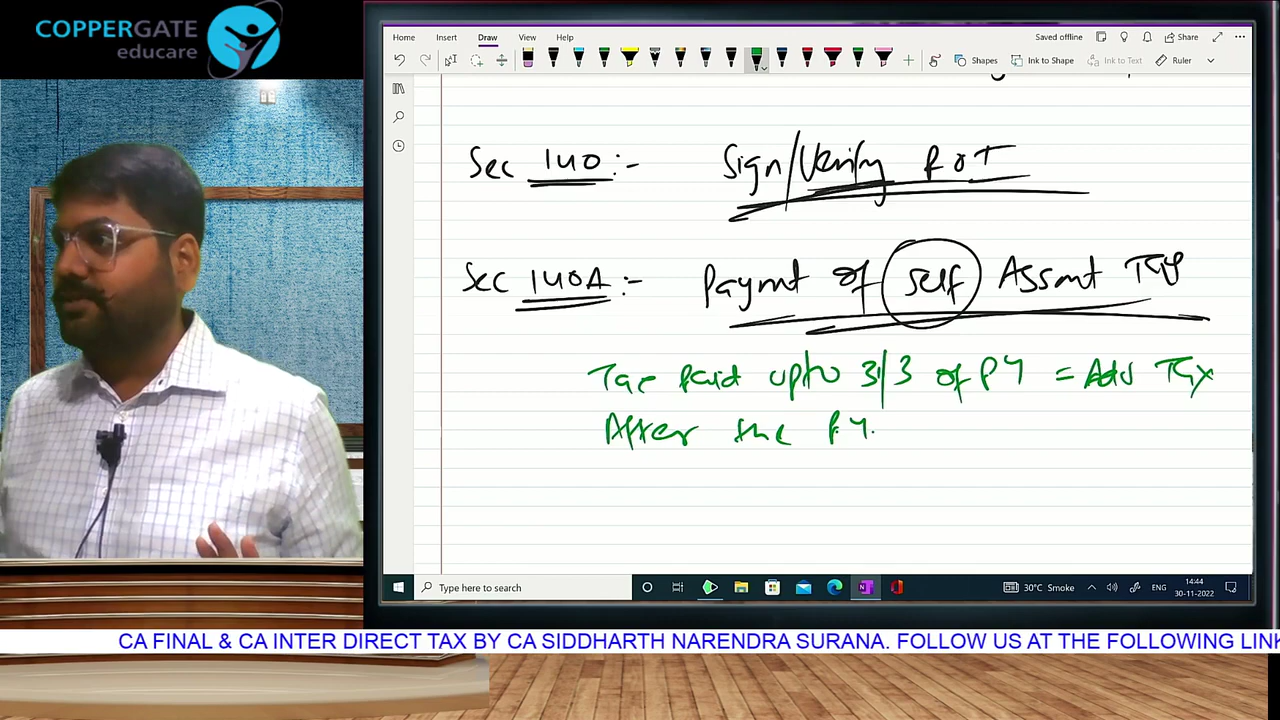 COPPERGATE
educare
Home Insert Draw View Help
Saved offline Share
Shapes Ink to Shape Ink to Text Ruler
Sec 140:- Sign/Verify ROI
Sec 140A:- Paymt of self Assmt Tax
Tax Paid upto 31/3 of PY = Adv Tax
After the P.Y.
Type here to search
30°C Smoke ENG 14:44
30-11-2022
CA FINAL & CA INTER DIRECT TAX BY CA SIDDHARTH NARENDRA SURANA. FOLLOW US AT THE FOLLOWING LINK